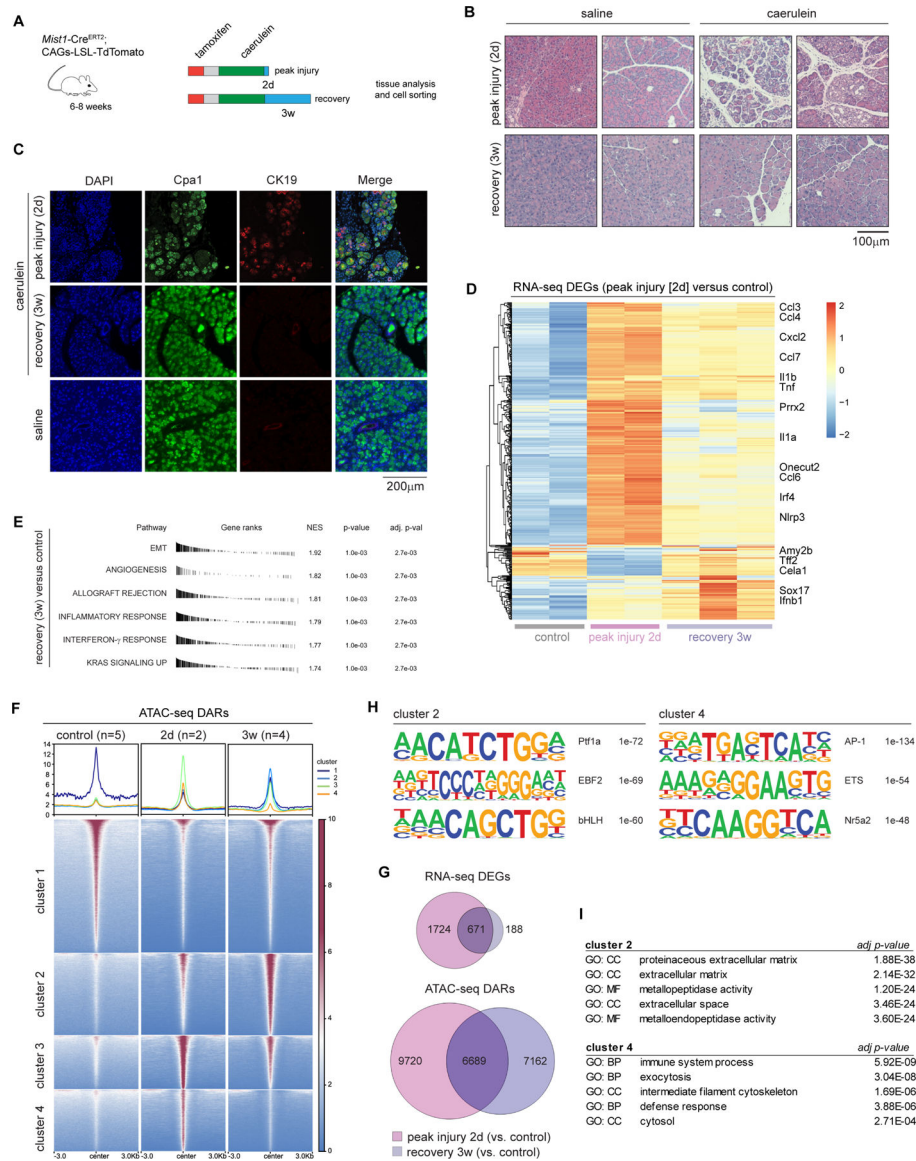 A
Mist1-CreERT2;
CAGs-LSL-TdTomato
6-8 weeks
tamoxifen
caerulein
peak injury
2d
recovery
3w
tissue analysis
and cell sorting
B
saline
caerulein
peak injury (2d)
recovery (3w)
100μm
C
DAPI
Cpa1
CK19
Merge
caerulein
peak injury (2d)
recovery (3w)
saline
200μm
D
RNA-seq DEGs (peak injury [2d] versus control)
Ccl3
Ccl4
Cxcl2
Ccl7
Il1b
Tnf
Prrx2
Il1a
Onecut2
Ccl6
Irf4
Nlrp3
Amy2b
Tff2
Cela1
Sox17
Ifnb1
2
1
0
−1
−2
control
peak injury 2d
recovery 3w
E
recovery (3w) versus control
Pathway Gene ranks NES p-value adj. p-val
EMT 1.92 1.0e-03 2.7e-03
ANGIOGENESIS 1.82 1.0e-03 2.7e-03
ALLOGRAFT REJECTION 1.81 1.0e-03 2.7e-03
INFLAMMATORY RESPONSE 1.79 1.0e-03 2.7e-03
INTERFERON-γ RESPONSE 1.77 1.0e-03 2.7e-03
KRAS SIGNALING UP 1.74 1.0e-03 2.7e-03
F
ATAC-seq DARs
control (n=5) 2d (n=2) 3w (n=4)
14
12
10
8
6
4
2
0
cluster
1
2
3
4
cluster 1
cluster 2
cluster 3
cluster 4
10
8
6
4
2
0
-3.0 center 3.0Kb -3.0 center 3.0Kb -3.0 center 3.0Kb
H
cluster 2
AACATCTGGA Ptf1a 1e-72
AGTCCCTAGGGAAT EBF2 1e-69
AACAGCTGG bHLH 1e-60
cluster 4
TGAGTCA AP-1 1e-134
AAAGAGGAAGTG ETS 1e-54
TCAAGGTCA Nr5a2 1e-48
G
RNA-seq DEGs
1724
671
188
ATAC-seq DARs
9720
6689
7162
peak injury 2d (vs. control)
recovery 3w (vs. control)
I
cluster 2 adj p-value
GO: CC proteinaceous extracellular matrix 1.88E-38
GO: CC extracellular matrix 2.14E-32
GO: MF metallopeptidase activity 1.20E-24
GO: CC extracellular space 3.46E-24
GO: MF metalloendopeptidase activity 3.60E-24
cluster 4 adj p-value
GO: BP immune system process 5.92E-09
GO: BP exocytosis 3.04E-08
GO: CC intermediate filament cytoskeleton 1.69E-06
GO: BP defense response 3.88E-06
GO: CC cytosol 2.71E-04